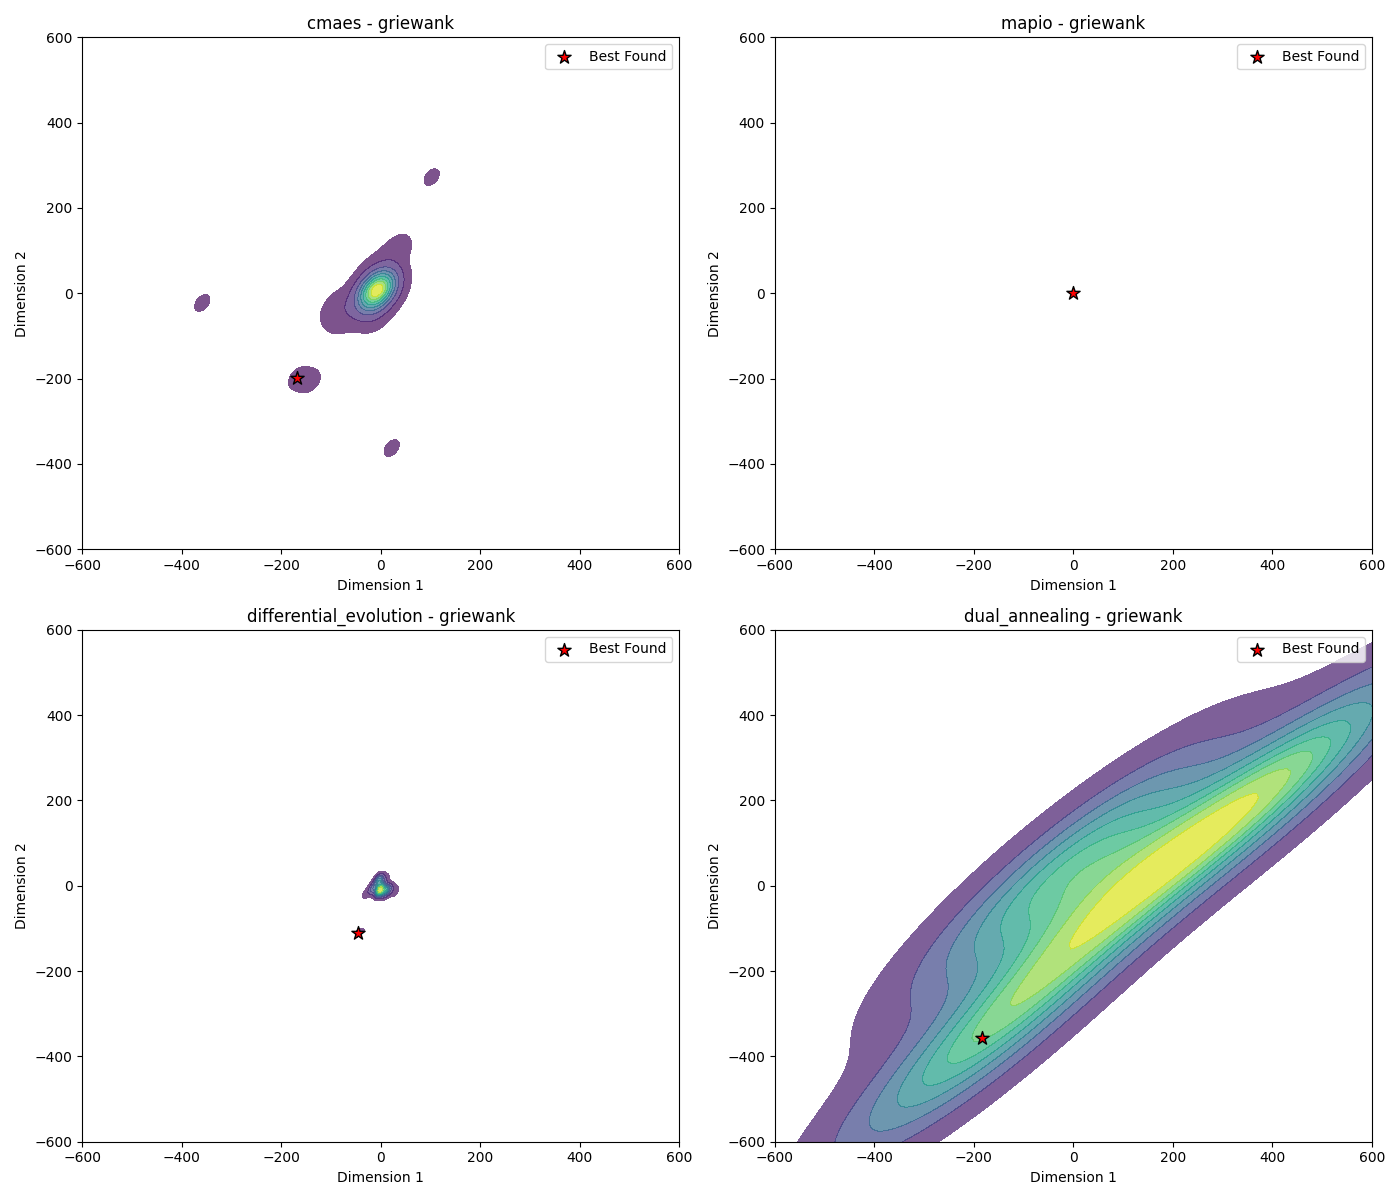 cmaes - griewank
Best Found
600
400
200
0
−200
−400
−600
Dimension 2
−600 −400 −200 0 200 400 600
Dimension 1
mapio - griewank
Best Found
600
400
200
0
−200
−400
−600
Dimension 2
−600 −400 −200 0 200 400 600
Dimension 1
differential_evolution - griewank
Best Found
600
400
200
0
−200
−400
−600
Dimension 2
−600 −400 −200 0 200 400 600
Dimension 1
dual_annealing - griewank
Best Found
600
400
200
0
−200
−400
−600
Dimension 2
−600 −400 −200 0 200 400 600
Dimension 1